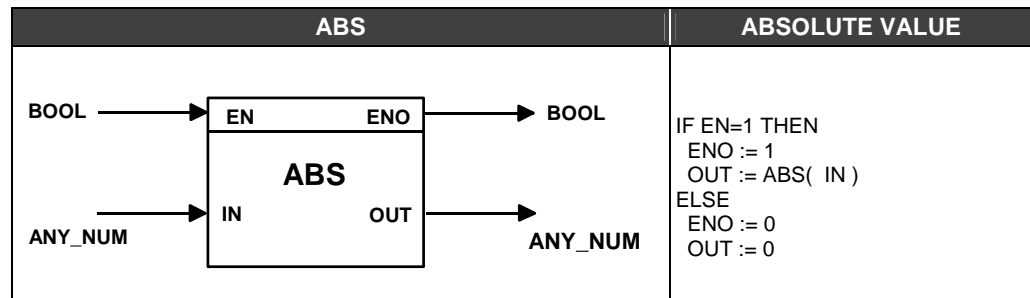 ABS
ABSOLUTE VALUE
BOOL
EN
ENO
BOOL
ABS
IN
OUT
ANY_NUM
ANY_NUM
IF EN=1 THEN
ENO := 1
OUT := ABS( IN )
ELSE
ENO := 0
OUT := 0